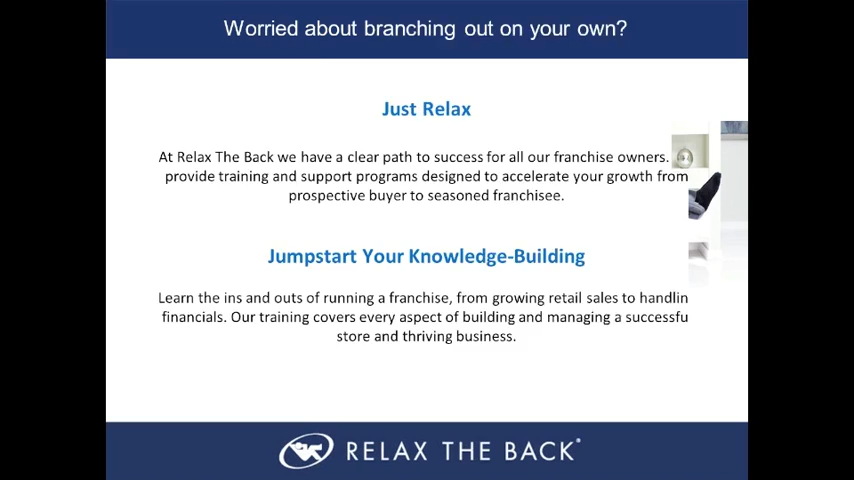 Worried about branching out on your own?
Just Relax
At Relax The Back we have a clear path to success for all our franchise owners.
provide training and support programs designed to accelerate your growth from
prospective buyer to seasoned franchisee.
Jumpstart Your Knowledge-Building
Learn the ins and outs of running a franchise, from growing retail sales to handlin
financials. Our training covers every aspect of building and managing a successfu
store and thriving business.
RELAX THE BACK®